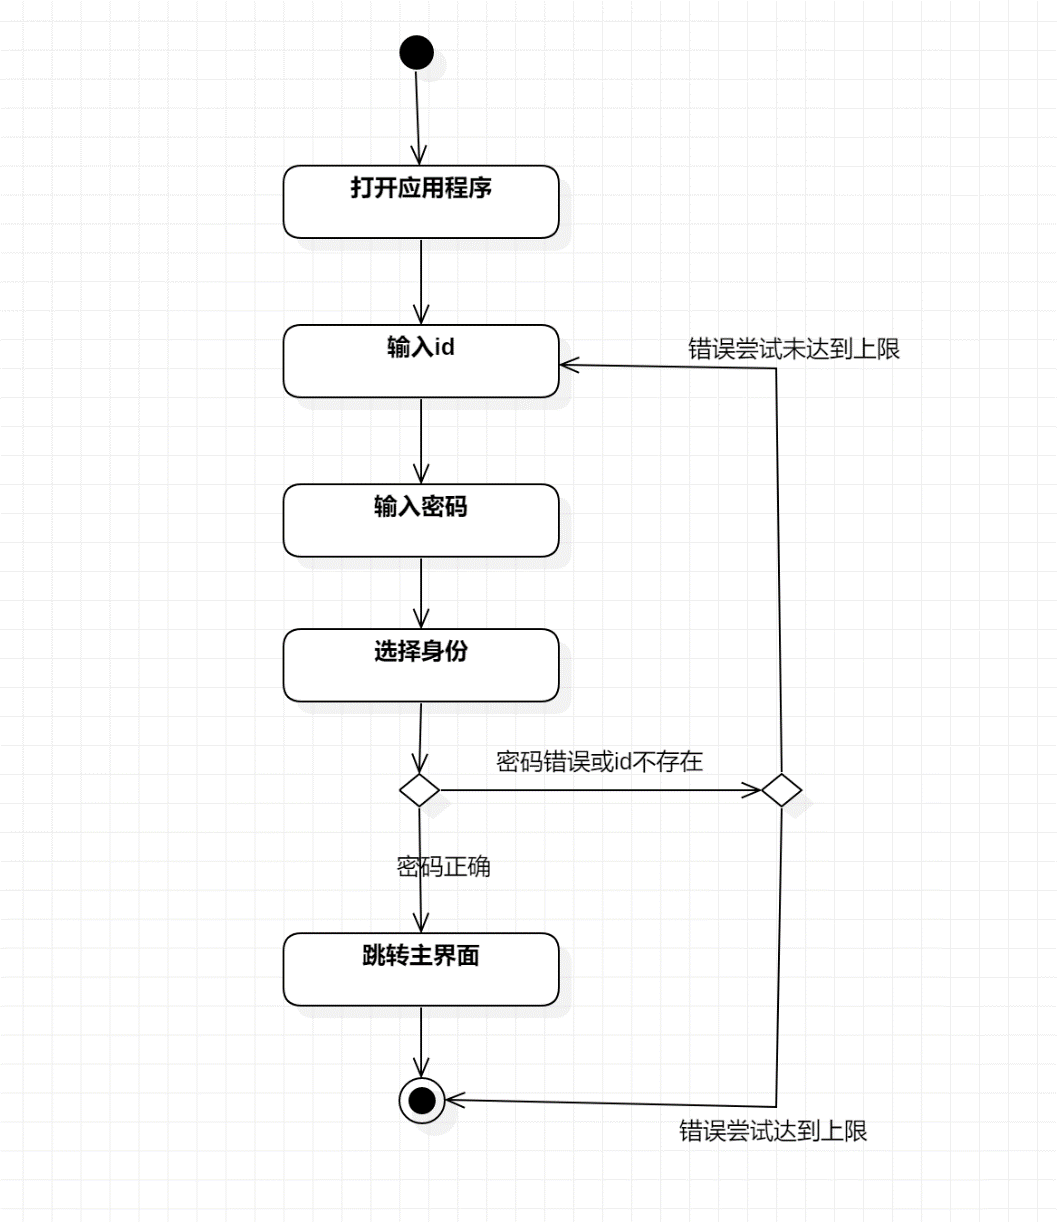 打开应用程序
输入id
错误尝试未达到上限
输入密码
选择身份
密码错误或id不存在
密码正确
跳转主界面
错误尝试达到上限